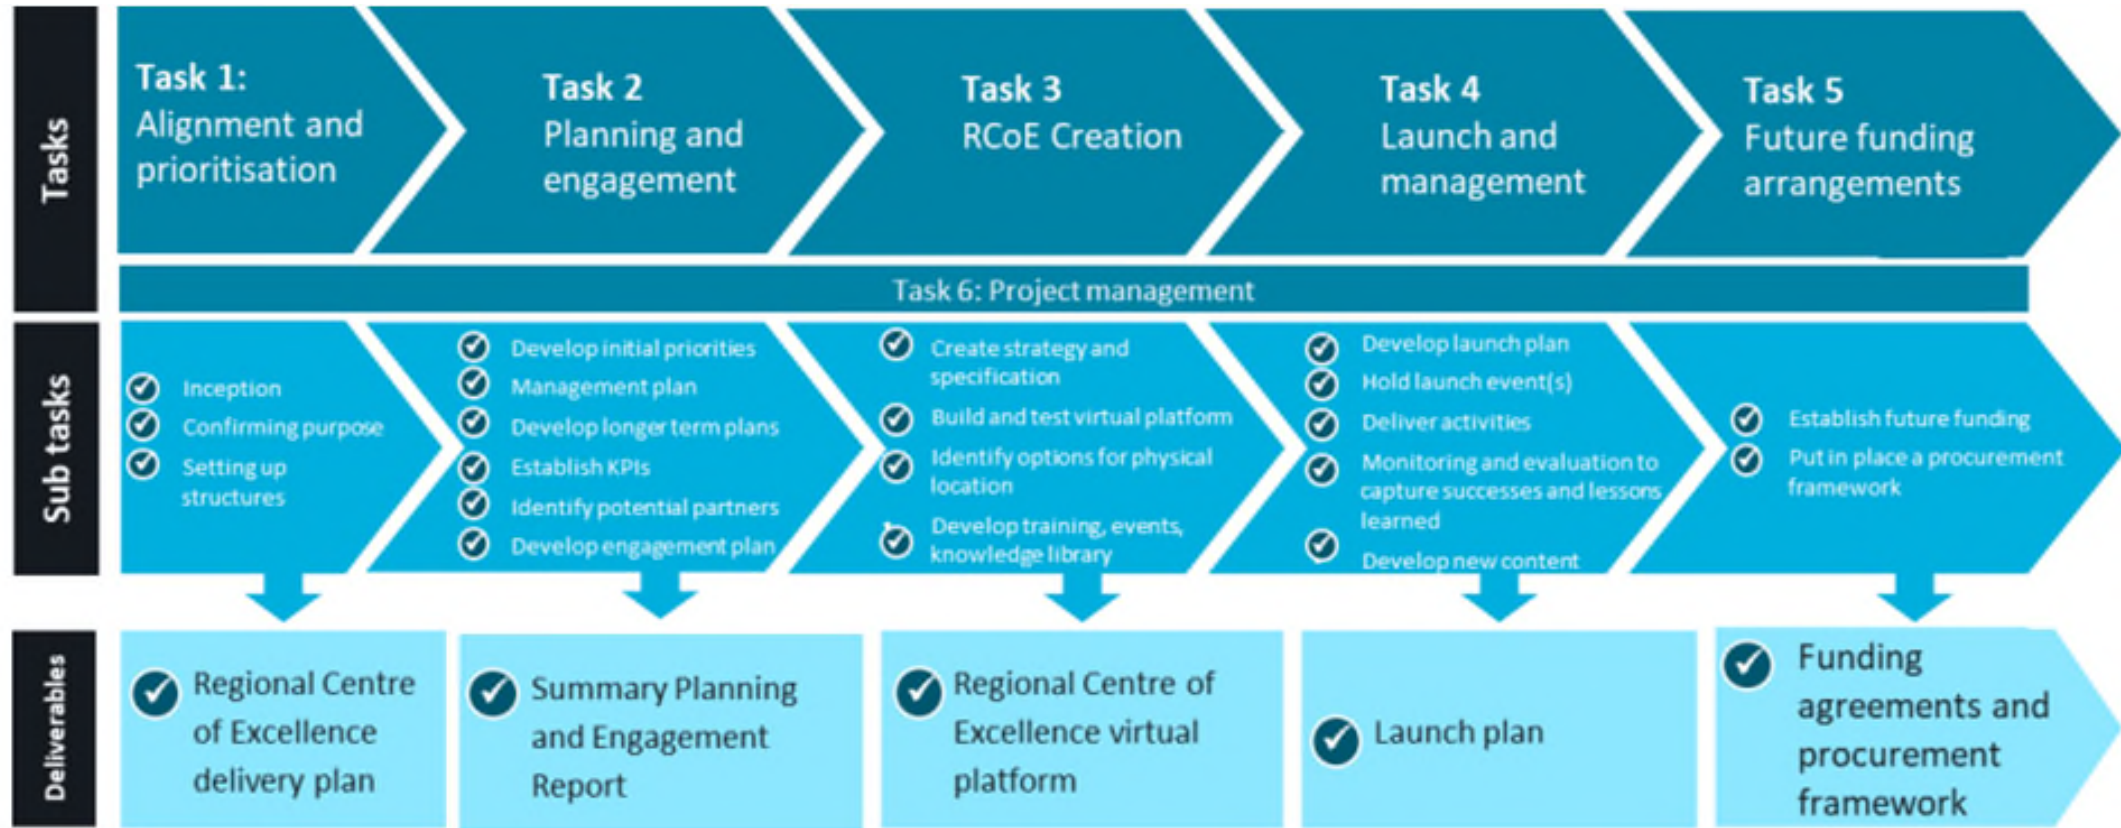 Tasks
Task 1:
Alignment and
prioritisation
Task 2
Planning and
engagement
Task 3
RCoE Creation
Task 4
Launch and
management
Task 5
Future funding
arrangements
Task 6: Project management
Sub tasks
Inception
Confirming purpose
Setting up
structures
Develop initial priorities
Management plan
Develop longer term plans
Establish KPIs
Identify potential partners
Develop engagement plan
Create strategy and
specification
Build and test virtual platform
Identify options for physical
location
Develop training, events,
knowledge library
Develop launch plan
Hold launch event(s)
Deliver activities
Monitoring and evaluation to
capture successes and lessons
learned
Develop new content
Establish future funding
Put in place a procurement
framework
Deliverables
Regional Centre
of Excellence
delivery plan
Summary Planning
and Engagement
Report
Regional Centre of
Excellence virtual
platform
Launch plan
Funding
agreements and
procurement
framework